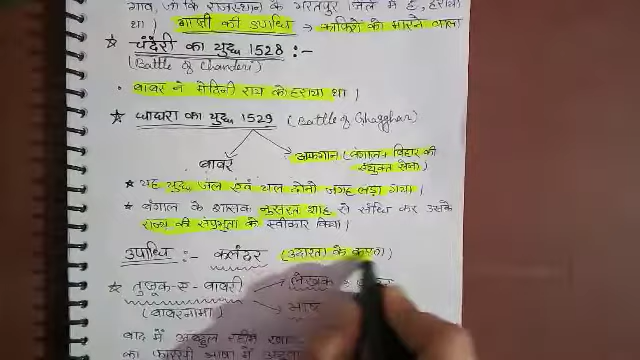 गाँव, जो कि राजस्थान के भरतपुर जिले में है, हराया
था) गाजी की उपाधि → काफिरों को मारने वाला
☆ चंदेरी का युद्ध 1528 :-
(Battle of Chanderi)
• बाबर ने मेदिनी राय को हराया था।
☆ घाघरा का युद्ध 1529 (Battle of Ghagghar)
बाबर अफगान (बंगाल+ बिहार की
संयुक्त सेना)
★ यह युद्ध जल एवं थल दोनो जगह लड़ा गया।
★ बंगाल के शासक नुसरत शाह से संधि कर उसके
राज्य की संप्रभुता को स्वीकार किया।
उपाधि :- कलंदर (उदारता के कारण)
☆ तुजुक-ए-बाबरी → लेखक
(बाबरनामा) → भाषा
बाद में अब्दुल रहीम
का फारसी भाषा में